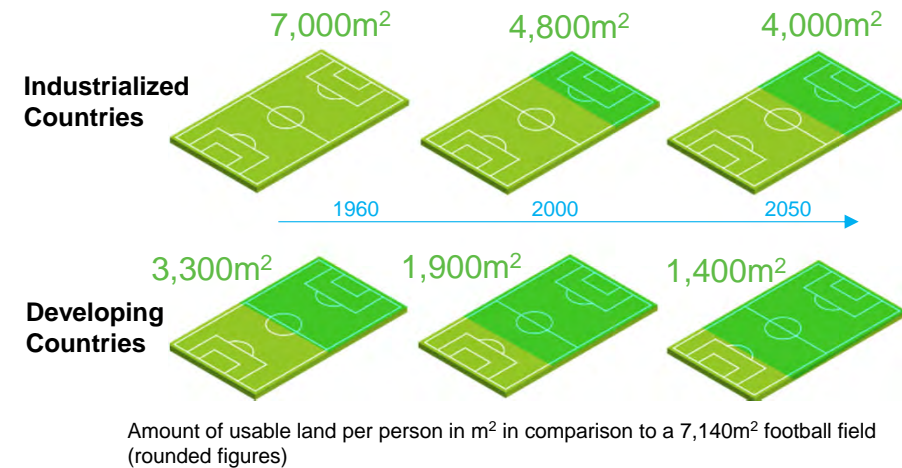 7,000m² 4,800m² 4,000m²
Industrialized
Countries
1960 2000 2050
3,300m² 1,900m² 1,400m²
Developing
Countries
Amount of usable land per person in m² in comparison to a 7,140m² football field
(rounded figures)